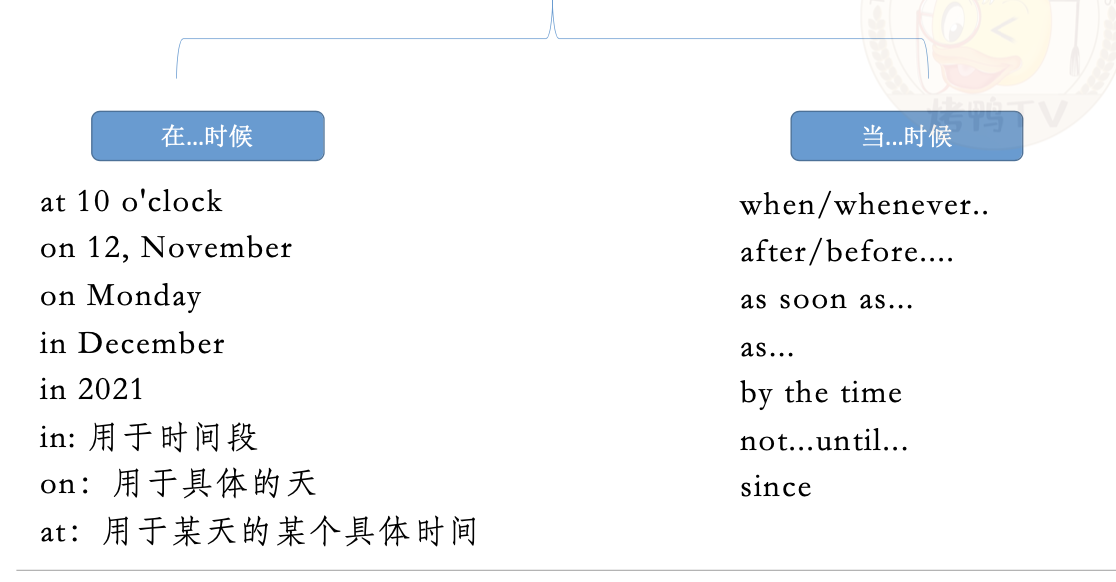 烤鸭TV
在...时候
at 10 o'clock
on 12, November
on Monday
in December
in 2021
in: 用于时间段
on：用于具体的天
at：用于某天的某个具体时间
当...时候
when/whenever..
after/before....
as soon as...
as...
by the time
not...until...
since